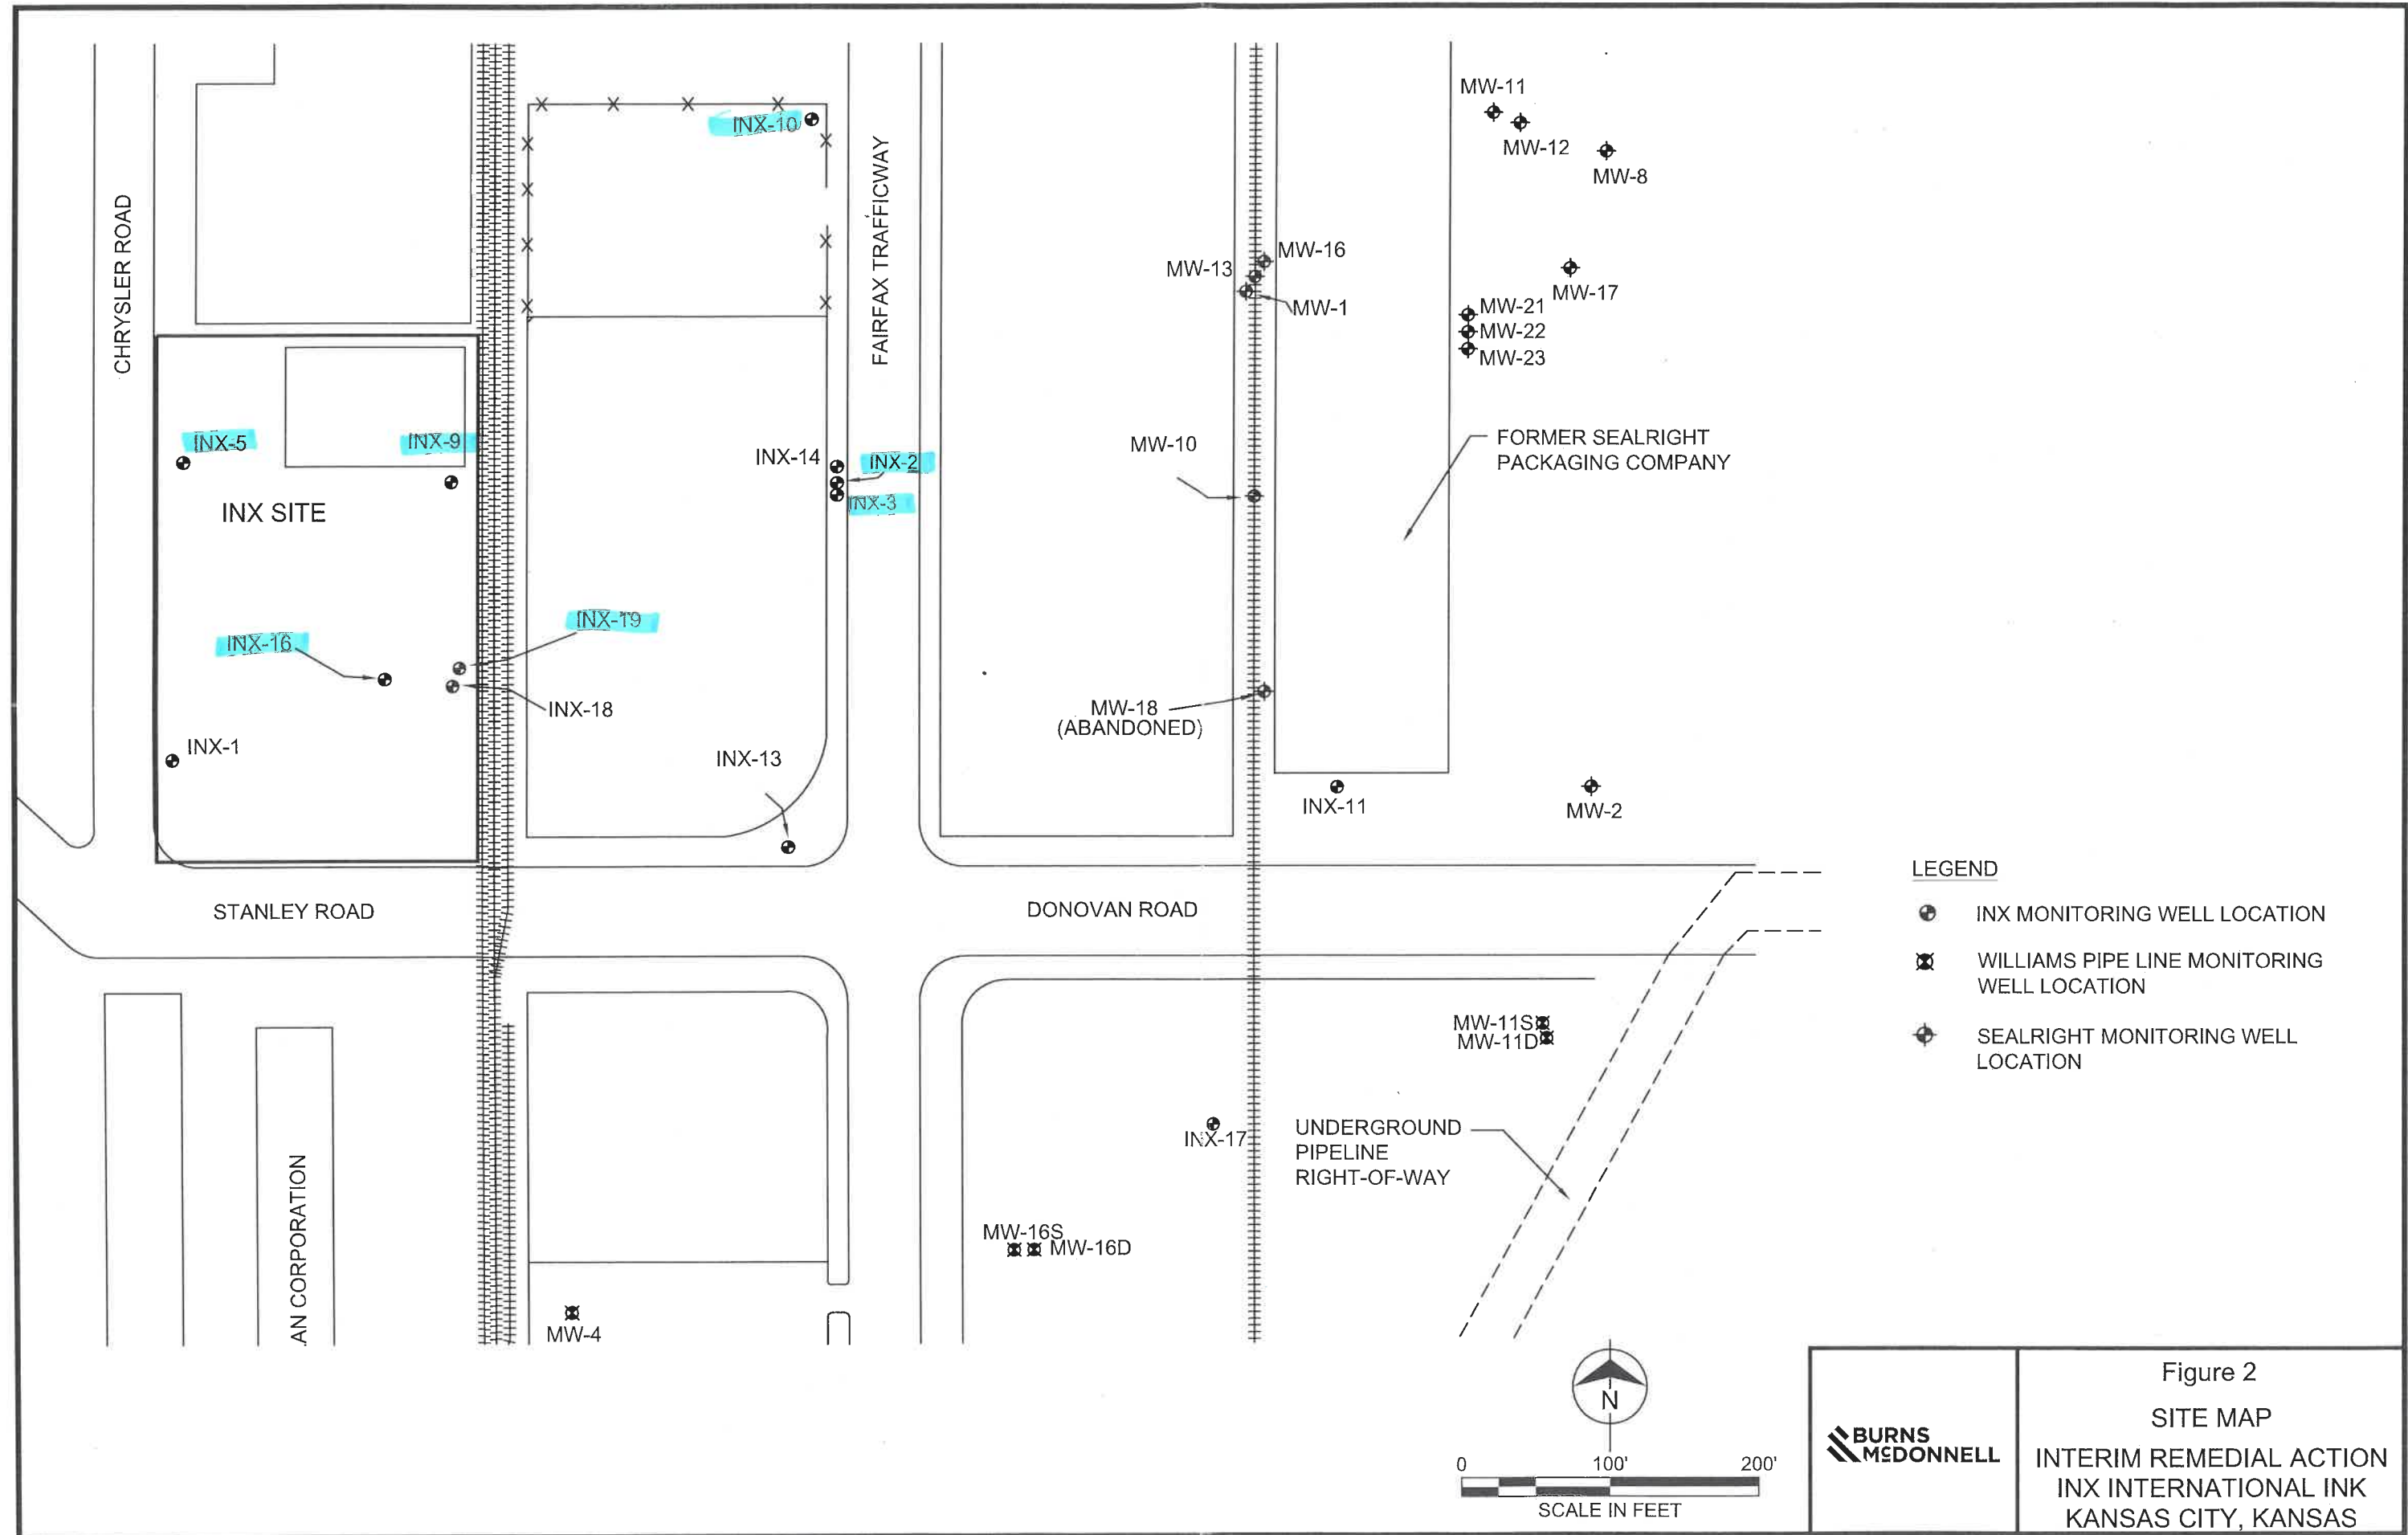 MW-11
INX-10
MW-12
MW-8
CHRYSLER ROAD
FAIRFAX TRAFFICWAY
MW-16
MW-13
MW-17
MW-1
MW-21
MW-22
MW-23
INX-5
INX-9
INX-14
INX-2
INX-3
MW-10
FORMER SEALRIGHT
PACKAGING COMPANY
INX SITE
INX-19
INX-16
INX-18
MW-18
(ABANDONED)
INX-1
INX-13
INX-11
MW-2
STANLEY ROAD
DONOVAN ROAD
LEGEND
INX MONITORING WELL LOCATION
WILLIAMS PIPE LINE MONITORING
WELL LOCATION
SEALRIGHT MONITORING WELL
LOCATION
MW-11S
MW-11D
INX-17
UNDERGROUND
PIPELINE
RIGHT-OF-WAY
AN CORPORATION
MW-16S
MW-16D
MW-4
N
0 100' 200'
SCALE IN FEET
BURNS
McDONNELL
Figure 2
SITE MAP
INTERIM REMEDIAL ACTION
INX INTERNATIONAL INK
KANSAS CITY, KANSAS